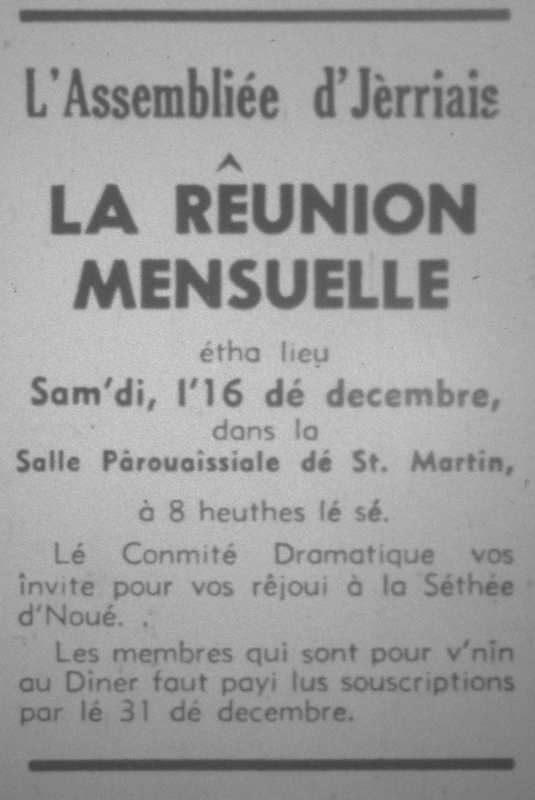 L'Assembliée d'Jèrriais
LA RÊUNION
MENSUELLE
étha lieu
Sam'di, l'16 dé decembre,
dans la
Salle Pârouaissiale dé St. Martîn,
à 8 heuthes lé sé.
Lé Conmité Dramatique vos
învite pour vos rêjoui à la Séthée
d'Noué. .
Les membres qui sont pour v'nîn
au Dîner faut payi lus souscriptions
par lé 31 dé decembre.